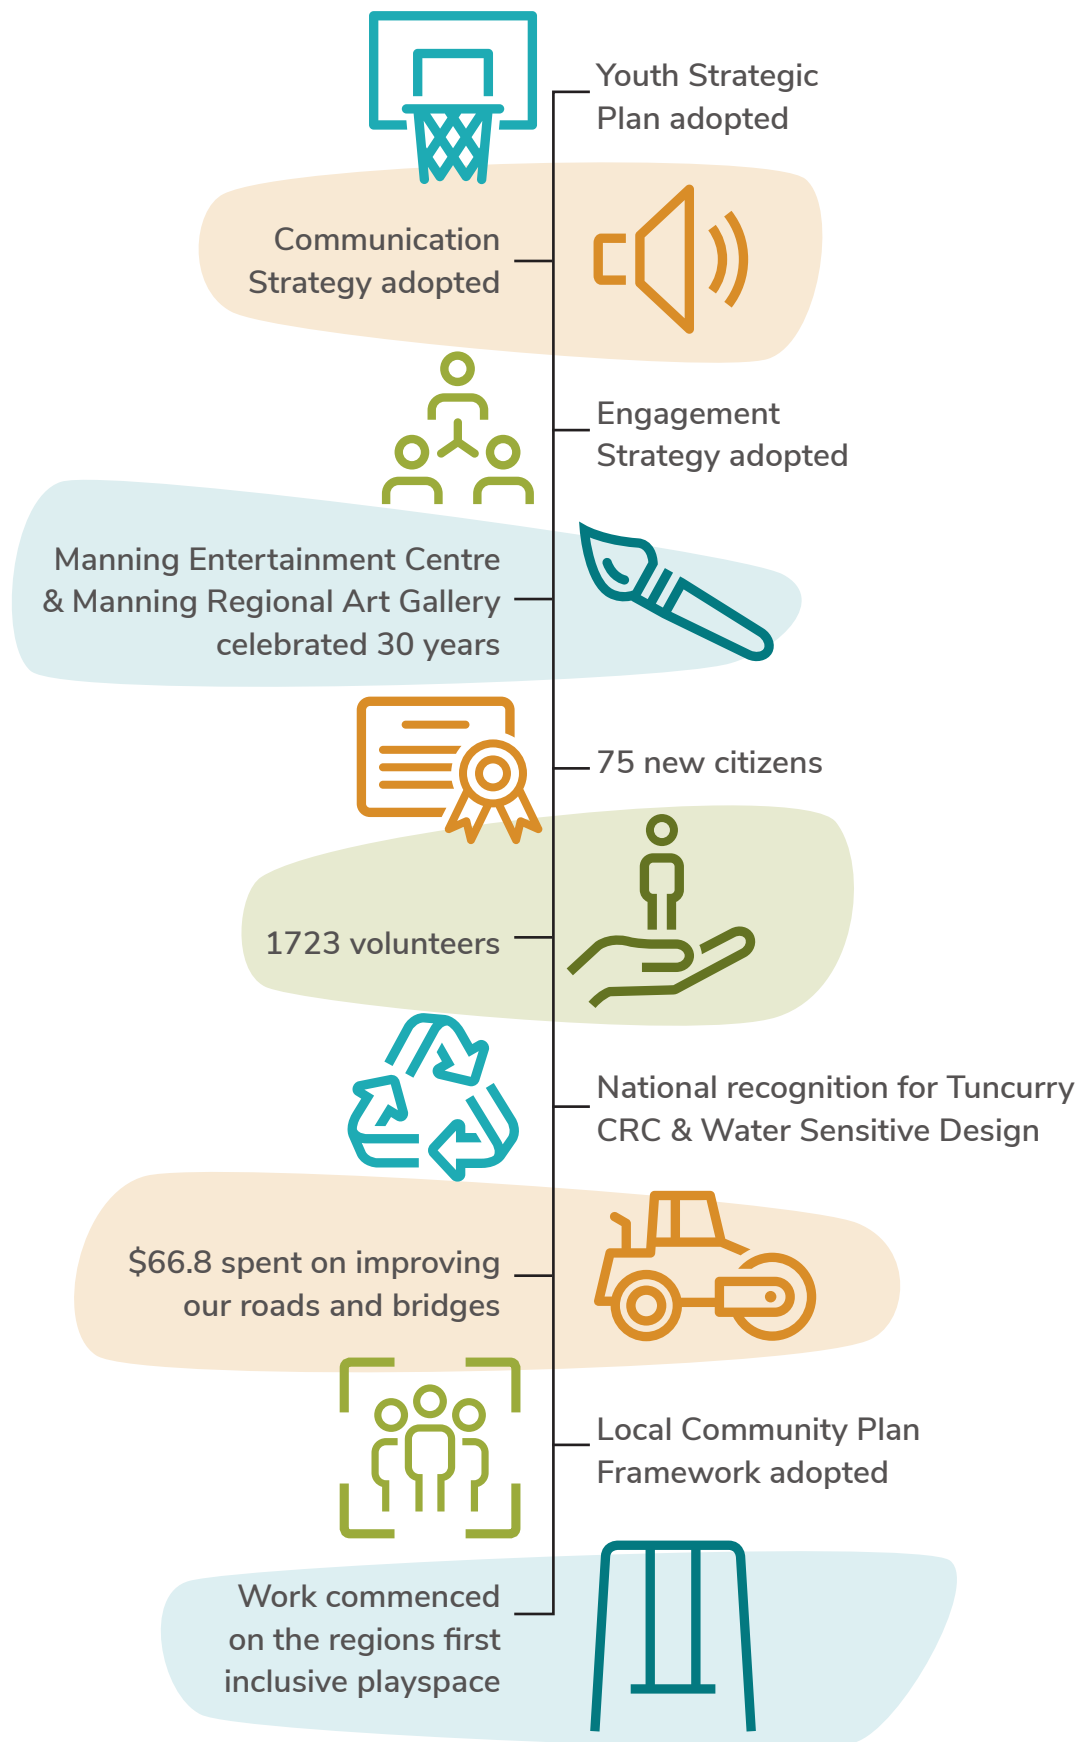 Youth Strategic
Plan adopted
Communication
Strategy adopted
Engagement
Strategy adopted
Manning Entertainment Centre
& Manning Regional Art Gallery
celebrated 30 years
75 new citizens
1723 volunteers
National recognition for Tuncurry
CRC & Water Sensitive Design
$66.8 spent on improving
our roads and bridges
Local Community Plan
Framework adopted
Work commenced
on the regions first
inclusive playspace